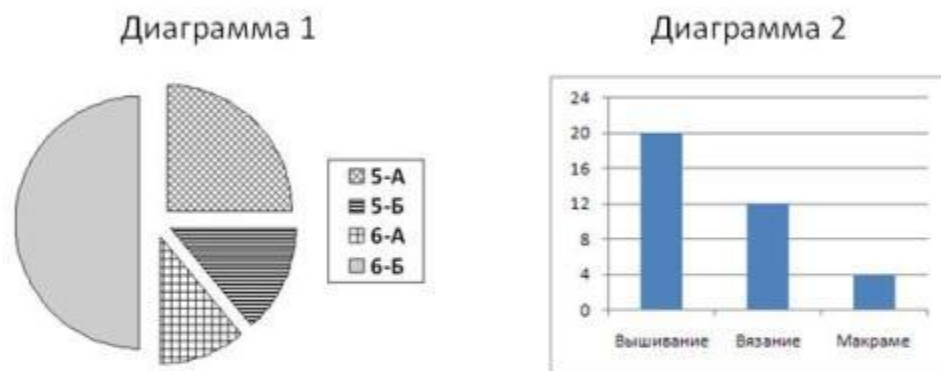 Диаграмма 1
5-А
5-Б
6-А
6-Б
Диаграмма 2
24
20
16
12
8
4
0
Вышивание Вязание Макраме